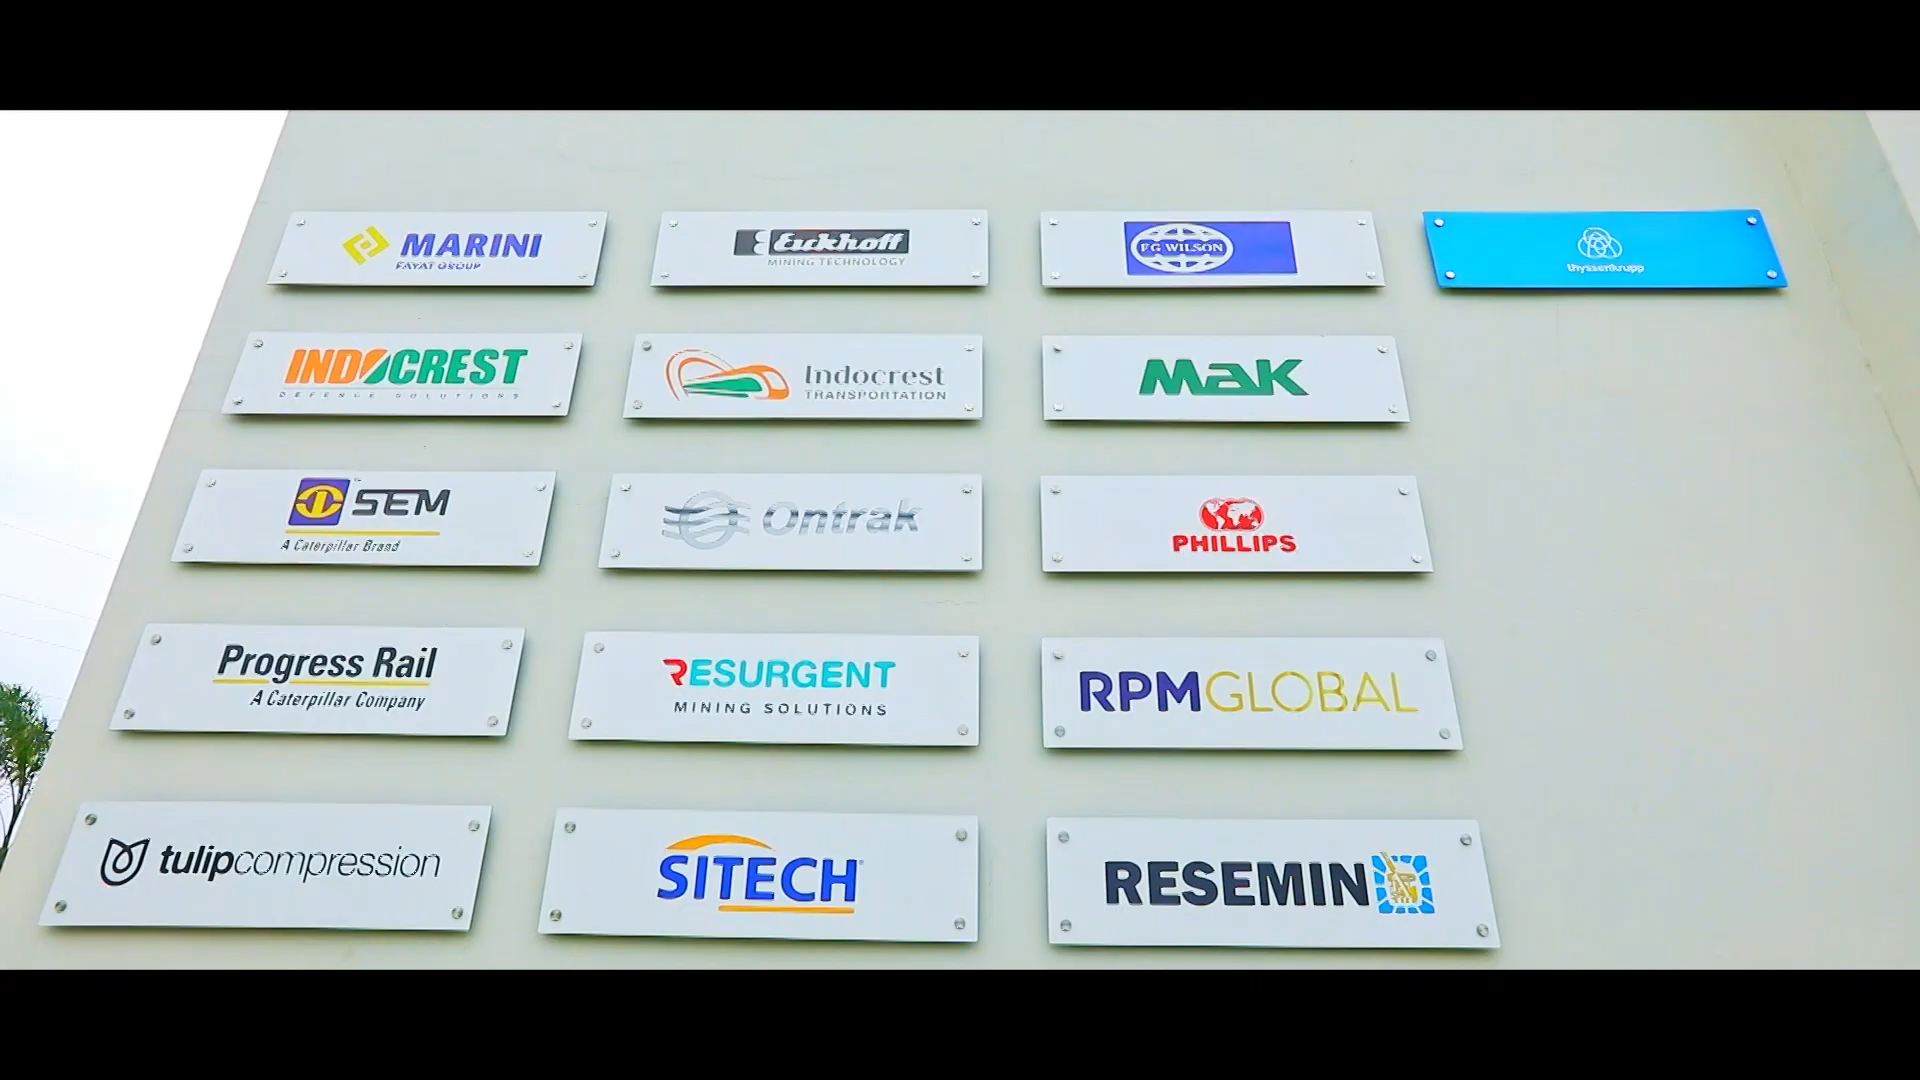 MARINI
FAYAT GROUP
Eickhoff
MINING TECHNOLOGY
F.G WILSON
thyssenkrupp
INDOCREST
DEFENCE SOLUTIONS
Indocrest
TRANSPORTATION
MaK
SEM
A Caterpillar Brand
Ontrak
PHILLIPS
Progress Rail
A Caterpillar Company
RESURGENT
MINING SOLUTIONS
RPMGLOBAL
tulipcompression
SITECH
RESEMIN